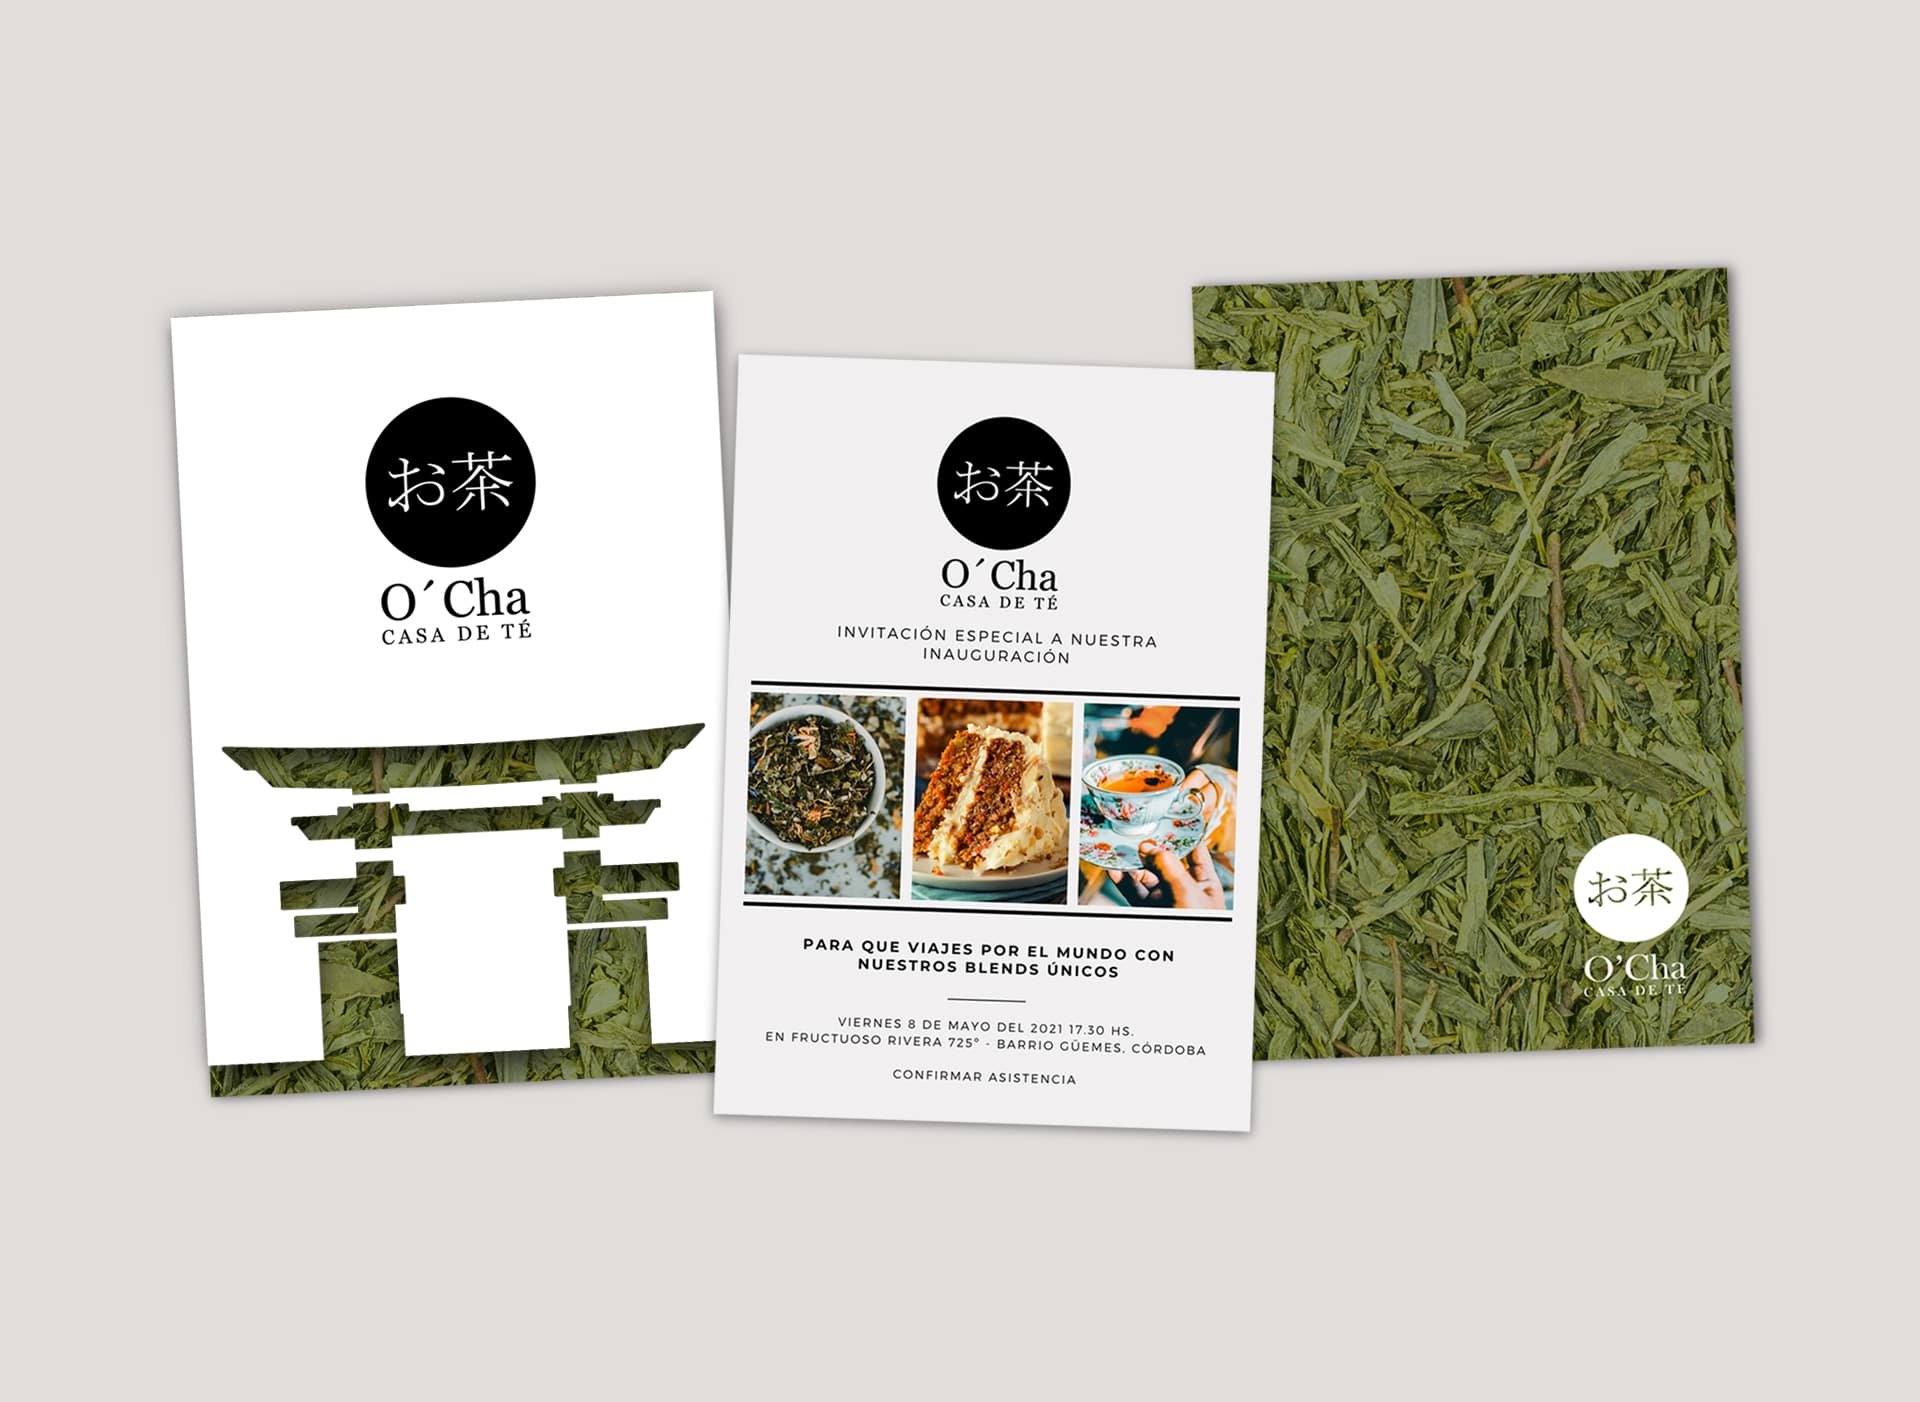 お茶
O´Cha
CASA DE TÉ
お茶
O´Cha
CASA DE TÉ
INVITACIÓN ESPECIAL A NUESTRA
INAUGURACIÓN
PARA QUE VIAJES POR EL MUNDO CON
NUESTROS BLENDS ÚNICOS
VIERNES 8 DE MAYO DEL 2021 17.30 HS.
EN FRUCTUOSO RIVERA 725° - BARRIO GÜEMES, CÓRDOBA
CONFIRMAR ASISTENCIA
お茶
O’Cha
CASA DE TÉ